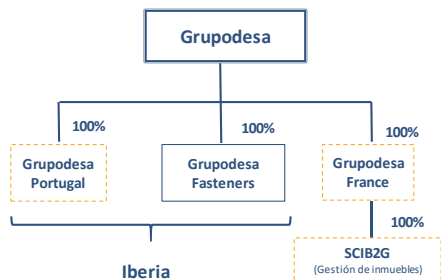 Grupodesa
100%
100%
100%
Grupodesa
Portugal
Grupodesa
Fasteners
Grupodesa
France
100%
Iberia
SCIB2G
(Gestión de inmuebles)